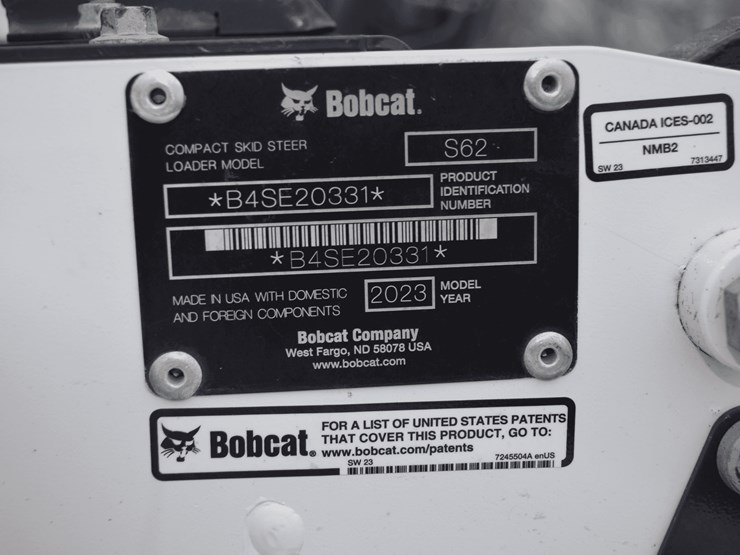 Bobcat.
COMPACT SKID STEER
LOADER MODEL
S62
*B4SE20331*
PRODUCT
IDENTIFICATION
NUMBER
*B4SE20331*
MADE IN USA WITH DOMESTIC
AND FOREIGN COMPONENTS
2023
MODEL
YEAR
Bobcat Company
West Fargo, ND 58078 USA
www.bobcat.com
CANADA ICES-002
NMB2
SW 23 7313447
Bobcat.
FOR A LIST OF UNITED STATES PATENTS
THAT COVER THIS PRODUCT, GO TO:
www.bobcat.com/patents
SW 23 7245504A enUS